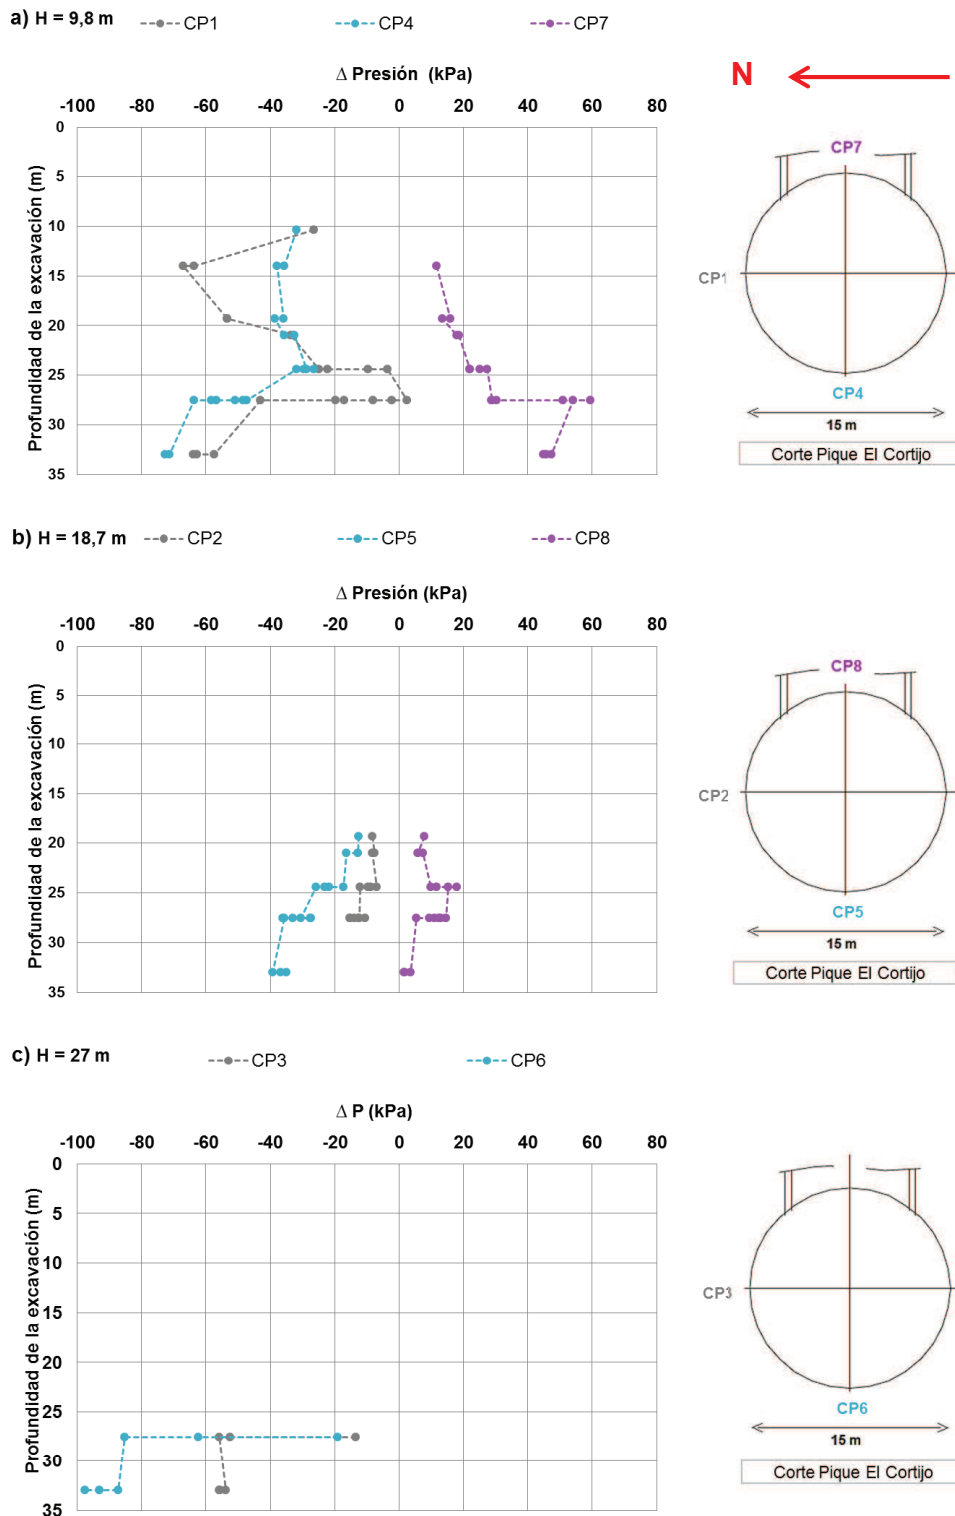 a) H = 9,8 m CP1 CP4 CP7
Δ Presión (kPa)
-100 -80 -60 -40 -20 0 20 40 60 80
Profundidad de la excavación (m)
0
5
10
15
20
25
30
35
N
CP7
CP1
CP4
15 m
Corte Pique El Cortijo
b) H = 18,7 m CP2 CP5 CP8
Δ Presión (kPa)
-100 -80 -60 -40 -20 0 20 40 60 80
Profundidad de la excavación (m)
0
5
10
15
20
25
30
35
CP8
CP2
CP5
15 m
Corte Pique El Cortijo
c) H = 27 m CP3 CP6
Δ P (kPa)
-100 -80 -60 -40 -20 0 20 40 60 80
Profundidad de la excavación (m)
0
5
10
15
20
25
30
35
CP3
CP6
15 m
Corte Pique El Cortijo